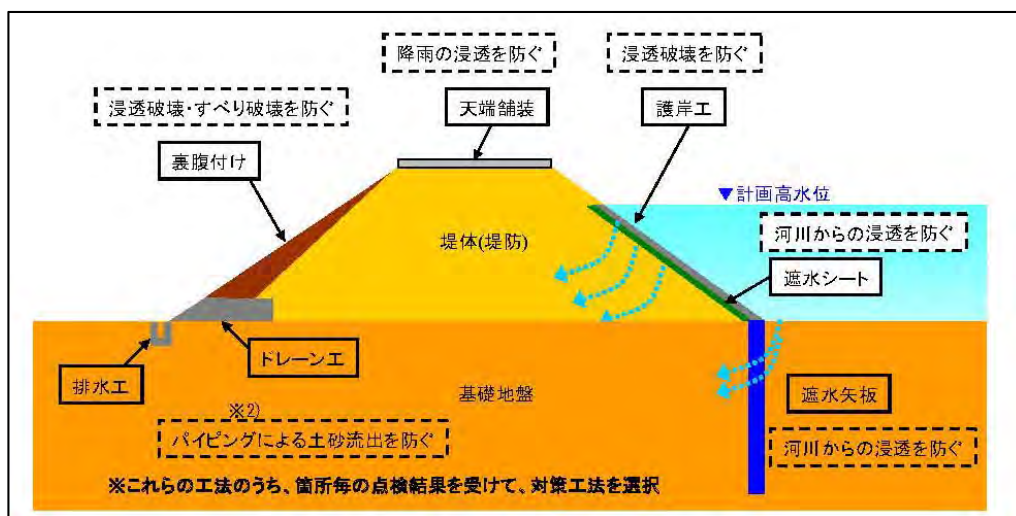 降雨の浸透を防ぐ
浸透破壊を防ぐ
浸透破壊・すべり破壊を防ぐ
天端舗装
護岸工
裏腹付け
▼計画高水位
堤体(堤防)
河川からの浸透を防ぐ
遮水シート
ドレーン工
排水工
基礎地盤
遮水矢板
※2)
パイピングによる土砂流出を防ぐ
河川からの浸透を防ぐ
※これらの工法のうち、箇所毎の点検結果を受けて、対策工法を選択